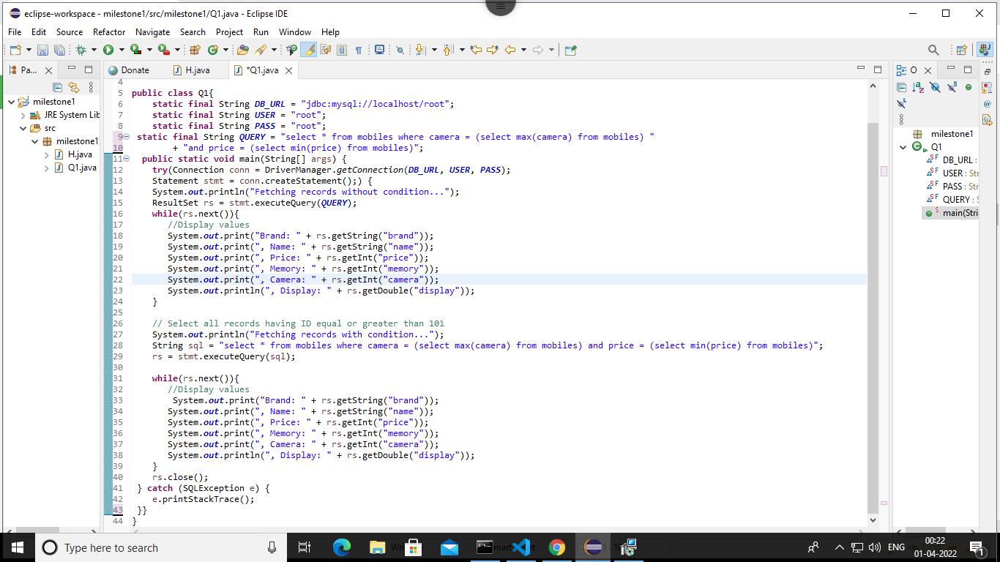 eclipse-workspace - milestone1/src/milestone1/Q1.java - Eclipse IDE
File Edit Source Refactor Navigate Search Project Run Window Help
Pa...
Donate H.java *Q1.java
O
milestone1
JRE System Lib
src
milestone1
H.java
Q1.java
4
5 public class Q1{
6 static final String DB_URL = "jdbc:mysql://localhost/root";
7 static final String USER = "root";
8 static final String PASS = "root";
9 static final String QUERY = "select * from mobiles where camera = (select max(camera) from mobiles) "
10 + "and price = (select min(price) from mobiles)";
11 public static void main(String[] args) {
12 try(Connection conn = DriverManager.getConnection(DB_URL, USER, PASS);
13 Statement stmt = conn.createStatement();) {
14 System.out.println("Fetching records without condition...");
15 ResultSet rs = stmt.executeQuery(QUERY);
16 while(rs.next()){
17 //Display values
18 System.out.print("Brand: " + rs.getString("brand"));
19 System.out.print(", Name: " + rs.getString("name"));
20 System.out.print(", Price: " + rs.getInt("price"));
21 System.out.print(", Memory: " + rs.getInt("memory"));
22 System.out.print(", Camera: " + rs.getInt("camera"));
23 System.out.println(", Display: " + rs.getDouble("display"));
24 }
25
26 // Select all records having ID equal or greater than 101
27 System.out.println("Fetching records with condition...");
28 String sql = "select * from mobiles where camera = (select max(camera) from mobiles) and price = (select min(price) from mobiles)";
29 rs = stmt.executeQuery(sql);
30
31 while(rs.next()){
32 //Display values
33 System.out.print("Brand: " + rs.getString("brand"));
34 System.out.print(", Name: " + rs.getString("name"));
35 System.out.print(", Price: " + rs.getInt("price"));
36 System.out.print(", Memory: " + rs.getInt("memory"));
37 System.out.print(", Camera: " + rs.getInt("camera"));
38 System.out.println(", Display: " + rs.getDouble("display"));
39 }
40 rs.close();
41 } catch (SQLException e) {
42 e.printStackTrace();
43 }}
44 }
milestone1
Q1
DB_URL :
USER : Str
PASS : Str
QUERY : S
main(Stri
Type here to search
ENG
00:22
01-04-2022
1